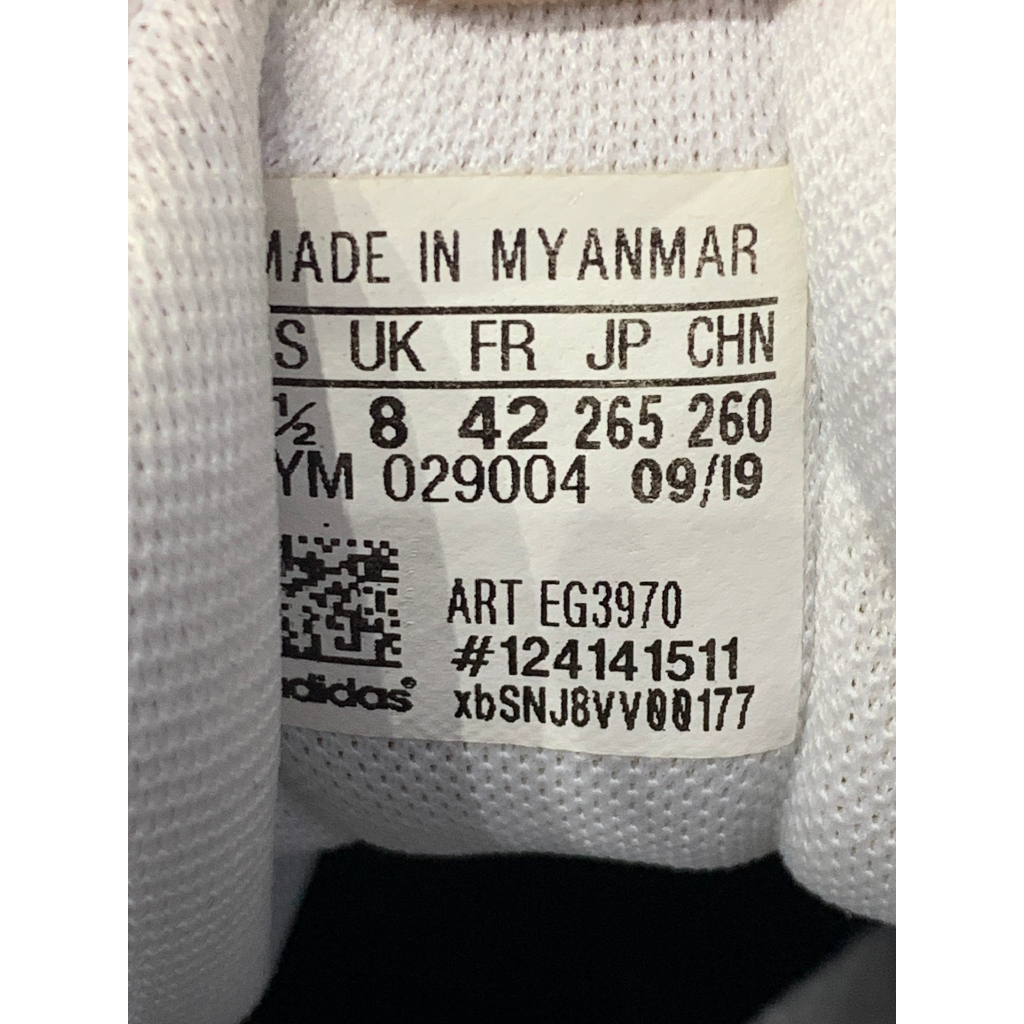 MADE IN MYANMAR
S UK FR JP CHN
½ 8 42 265 260
YM 029004 09/19
ART EG3970
#124141511
adidas® xbSNJ8VV00177